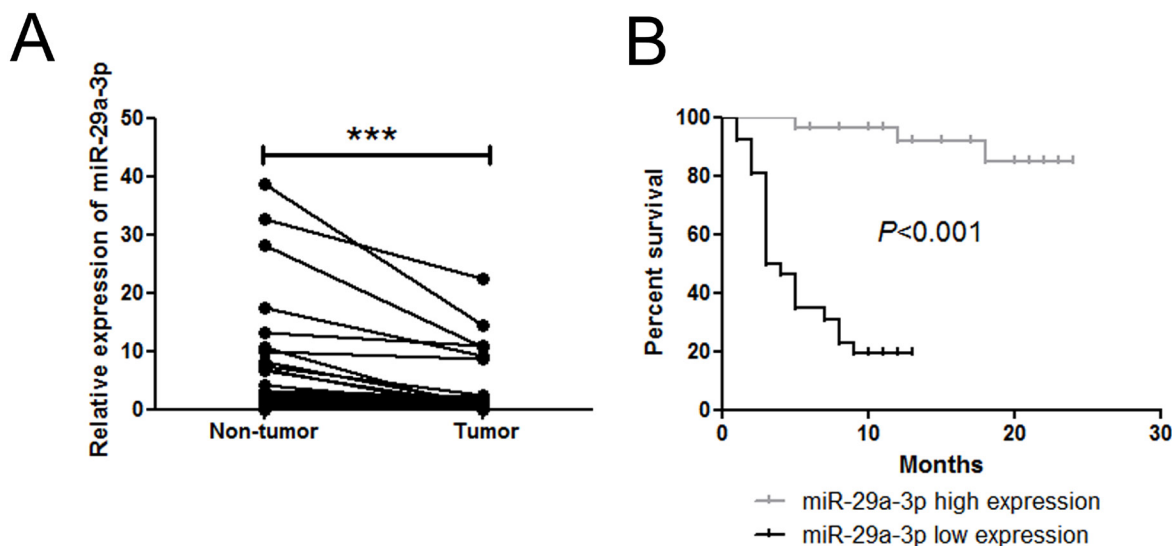 A
Relative expression of miR-29a-3p
50
40
30
20
10
0
***
Non-tumor
Tumor
B
Percent survival
100
80
60
40
20
0
P<0.001
0
10
20
30
Months
miR-29a-3p high expression
miR-29a-3p low expression